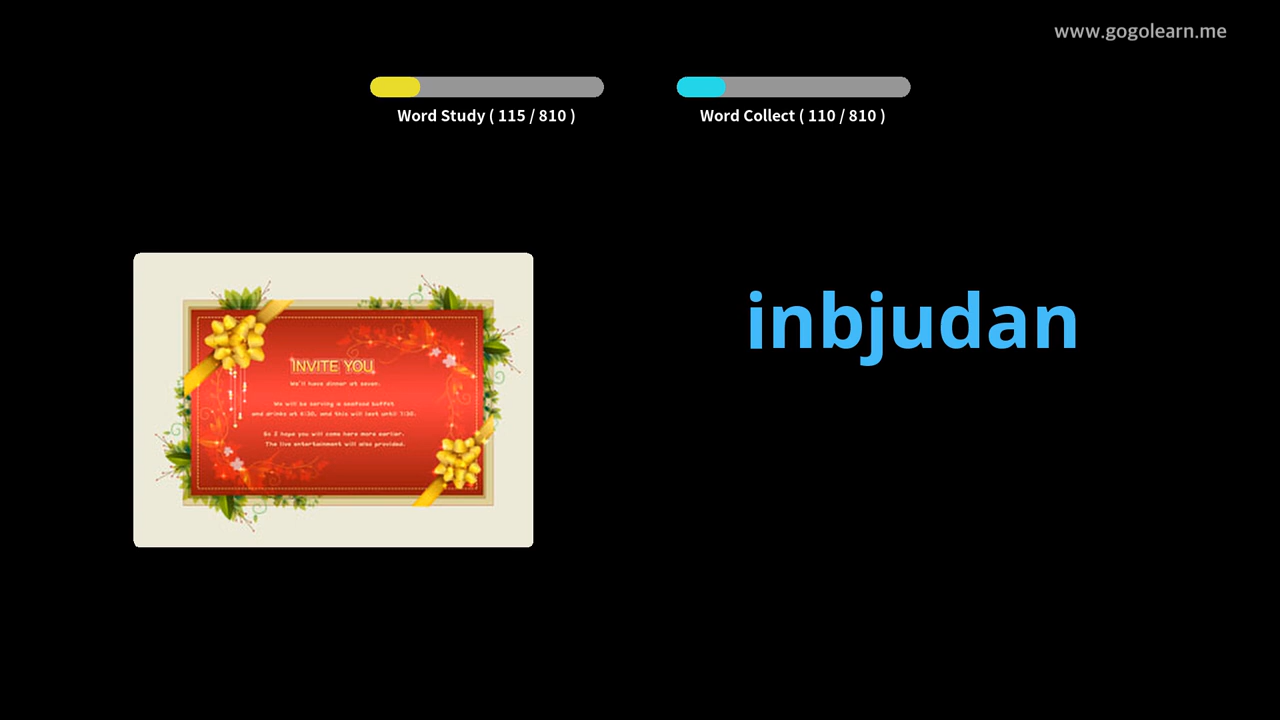 www.gogolearn.me
Word Study ( 115 / 810 )
Word Collect ( 110 / 810 )
inbjudan
INVITE YOU
We'll have dinner at seven.
We will be serving a seafood buffet
and drinks at 6:30, and this will last until 7:30.
So I hope you will come here more earlier.
The live entertainment will also provided.